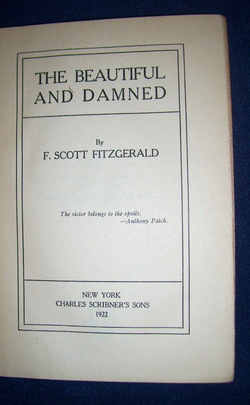 THE BEAUTIFUL
AND DAMNED
By
F. SCOTT FITZGERALD
The victor belongs to the spoils.
—Anthony Patch.
NEW YORK
CHARLES SCRIBNER'S SONS
1922